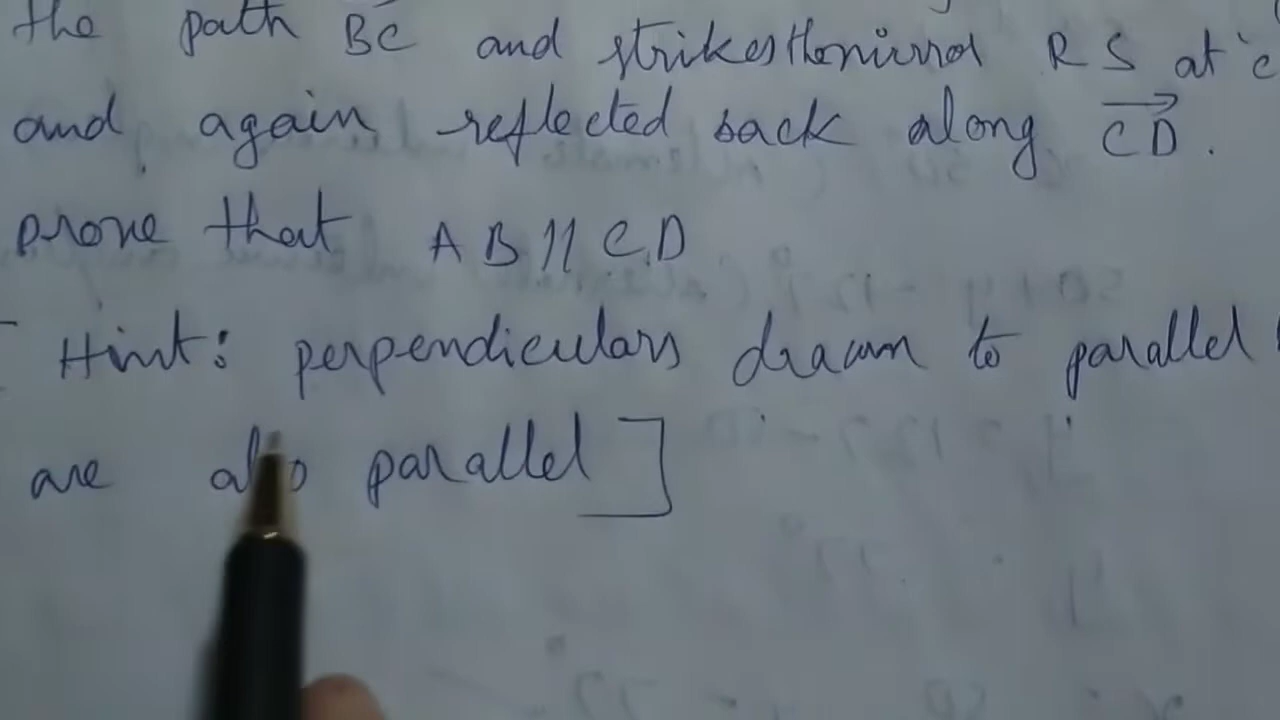 the path BC and strikes the mirror RS at 'c
and again reflected back along CD.
prove that AB || CD
Hint: perpendiculars drawn to parallel
are also parallel ]